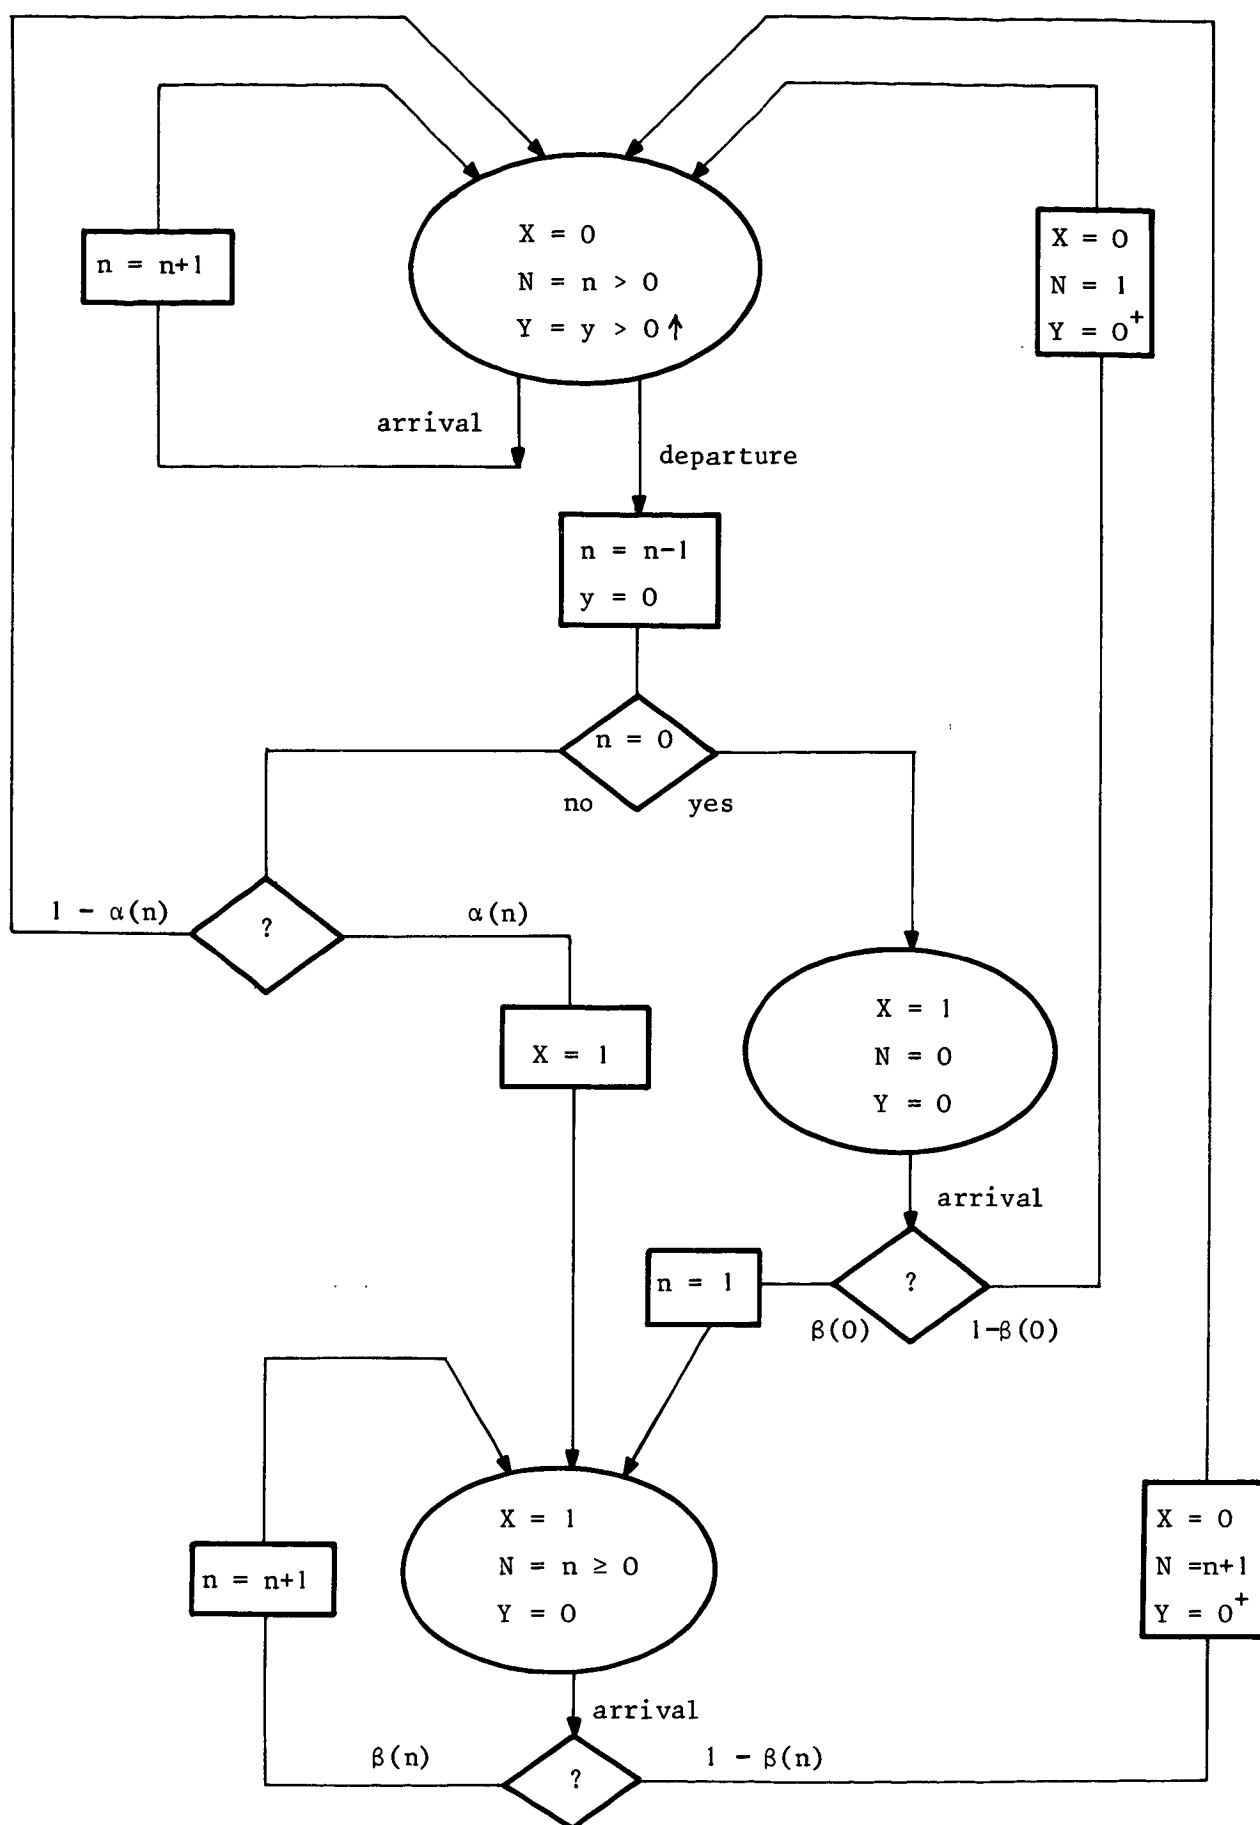 X = 0
N = n > 0
Y = y > 0↑
n = n+1
X = 0
N = 1
Y = 0⁺
arrival
departure
n = n-1
y = 0
n = 0
no
yes
1 - α(n)
?
α(n)
X = 1
X = 1
N = 0
Y = 0
arrival
n = 1
?
β(0)
1-β(0)
X = 1
N = n ≥ 0
Y = 0
n = n+1
X = 0
N =n+1
Y = 0⁺
arrival
β(n)
?
1 - β(n)